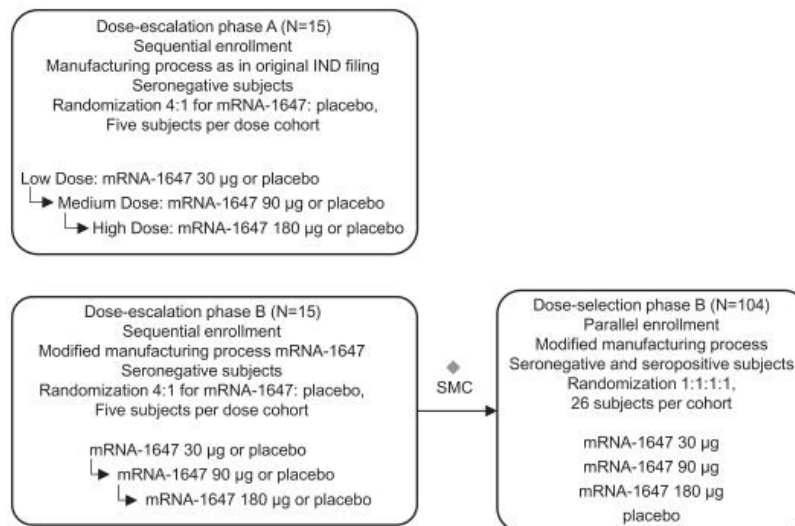 Dose-escalation phase A (N=15)
Sequential enrollment
Manufacturing process as in original IND filing
Seronegative subjects
Randomization 4:1 for mRNA-1647: placebo,
Five subjects per dose cohort
Low Dose: mRNA-1647 30 µg or placebo
Medium Dose: mRNA-1647 90 µg or placebo
High Dose: mRNA-1647 180 µg or placebo
Dose-escalation phase B (N=15)
Sequential enrollment
Modified manufacturing process mRNA-1647
Seronegative subjects
Randomization 4:1 for mRNA-1647: placebo,
Five subjects per dose cohort
mRNA-1647 30 µg or placebo
mRNA-1647 90 µg or placebo
mRNA-1647 180 µg or placebo
SMC
Dose-selection phase B (N=104)
Parallel enrollment
Modified manufacturing process
Seronegative and seropositive subjects
Randomization 1:1:1:1,
26 subjects per cohort
mRNA-1647 30 µg
mRNA-1647 90 µg
mRNA-1647 180 µg
placebo